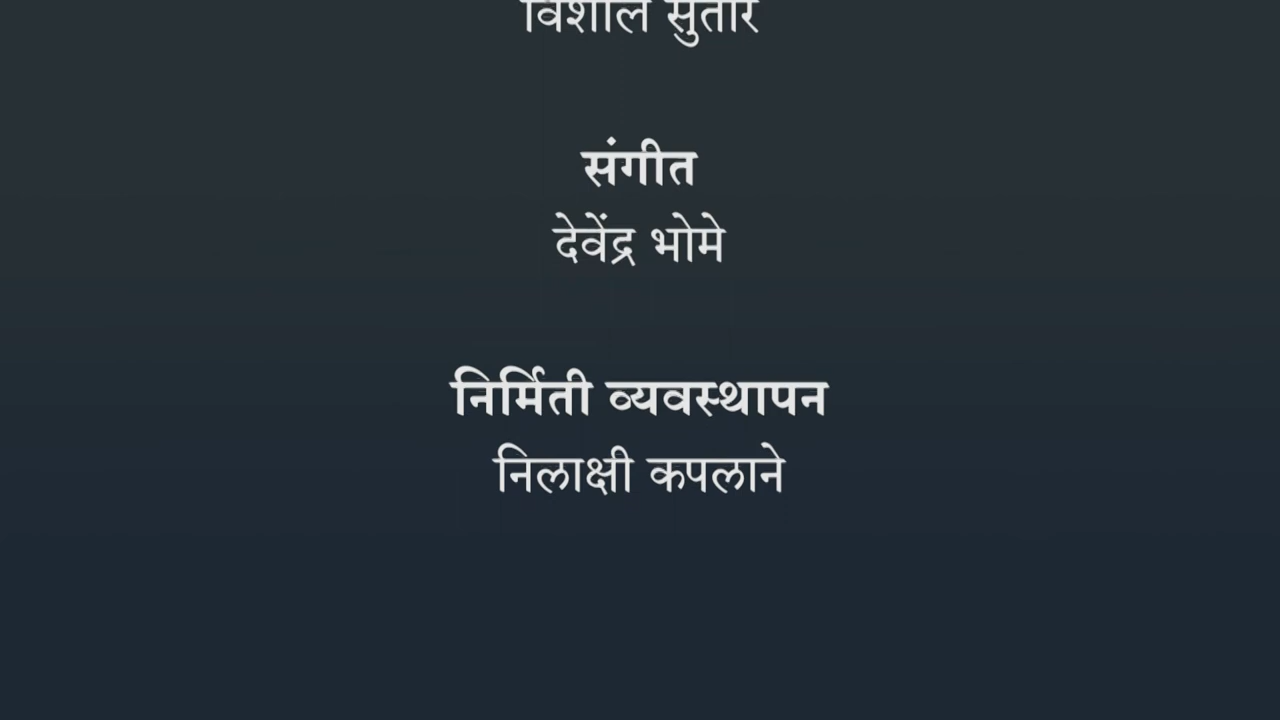 विशाल सुतार
संगीत
देवेंद्र भोमे
निर्मिती व्यवस्थापन
निलाक्षी कपलाने